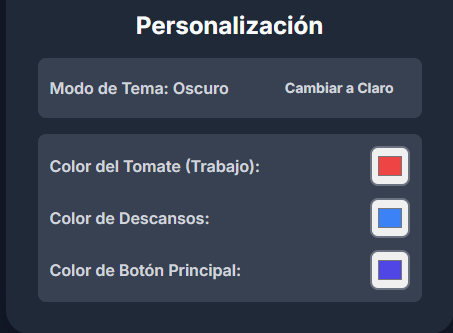 Personalización
Modo de Tema: Oscuro Cambiar a Claro
Color del Tomate (Trabajo):
Color de Descansos:
Color de Botón Principal: